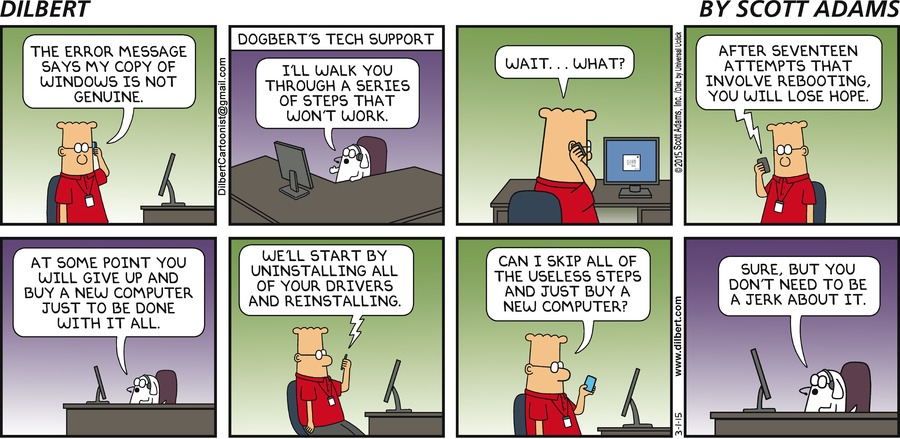 DILBERT
BY SCOTT ADAMS
THE ERROR MESSAGE
SAYS MY COPY OF
WINDOWS IS NOT
GENUINE.
DilbertCartoonist@gmail.com
DOGBERT'S TECH SUPPORT
I'LL WALK YOU
THROUGH A SERIES
OF STEPS THAT
WON'T WORK.
WAIT... WHAT?
©2015 Scott Adams, Inc. /Dist. by Universal Uclick
AFTER SEVENTEEN
ATTEMPTS THAT
INVOLVE REBOOTING,
YOU WILL LOSE HOPE.
AT SOME POINT YOU
WILL GIVE UP AND
BUY A NEW COMPUTER
JUST TO BE DONE
WITH IT ALL.
WE'LL START BY
UNINSTALLING ALL
OF YOUR DRIVERS
AND REINSTALLING.
CAN I SKIP ALL OF
THE USELESS STEPS
AND JUST BUY A
NEW COMPUTER?
3-1-15 www.dilbert.com
SURE, BUT YOU
DON'T NEED TO BE
A JERK ABOUT IT.